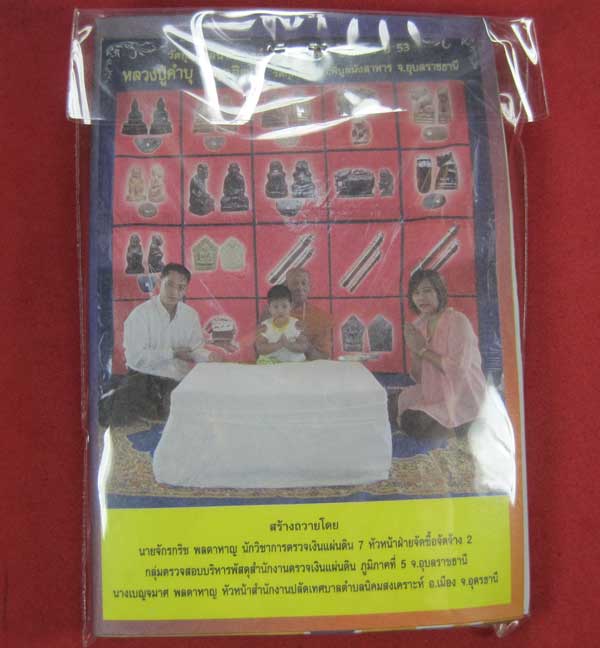 53
หลวงปู่คำบุ จ.อุบลราชธานี
สร้างถวายโดย
นายจักรกริช พลตาหาญ นักวิชาการตรวจเงินแผ่นดิน 7 หัวหน้าฝ่ายจัดซื้อจัดจ้าง 2
กลุ่มตรวจสอบบริหารพัสดุสำนักงานตรวจเงินแผ่นดิน ภูมิภาคที่ 5 จ.อุบลราชธานี
นางเบญจมาศ พลตาหาญ หัวหน้าสำนักงานปลัดเทศบาลตำบลนิคมสงเคราะห์ อ.เมือง จ.อุดรธานี